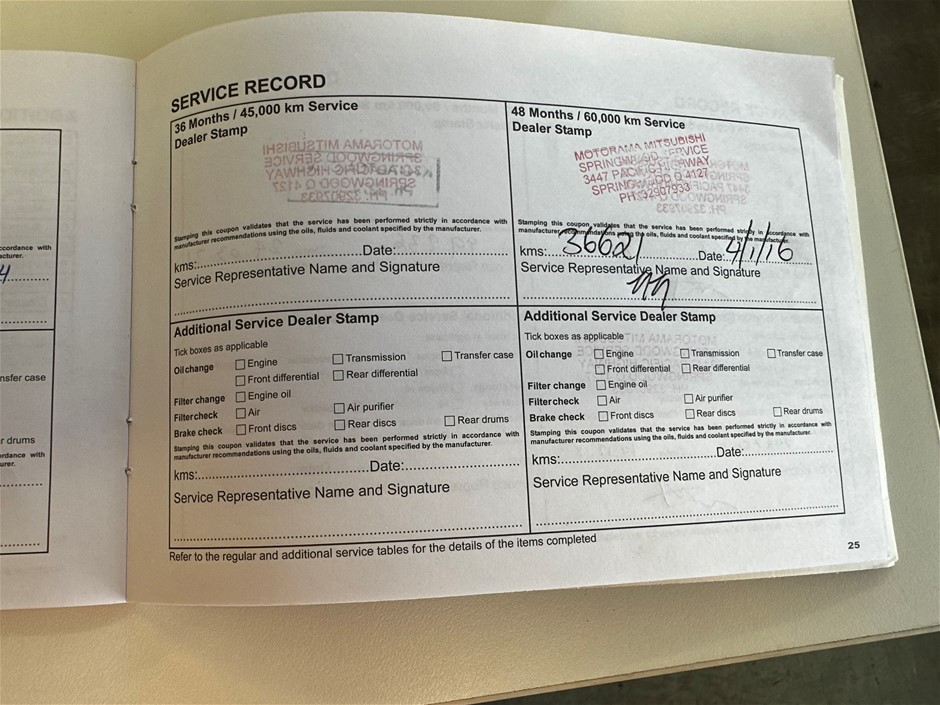 SERVICE RECORD
36 Months / 45,000 km Service
Dealer Stamp
MOTORAMA MITSUBISHI
SPRINGWOOD SERVICE
PACIFIC HIGHWAY
SPRINGWOOD Q 4127
PH: 32907933
Stamping this coupon validates that the service has been performed strictly in accordance with
manufacturer recommendations using the oils, fluids and coolant specified by the manufacturer.
kms: Date:
Service Representative Name and Signature
48 Months / 60,000 km Service
Dealer Stamp
MOTORAMA MITSUBISHI
SPRINGWOOD SERVICE
3447 PACIFIC HIGHWAY
SPRINGWOOD Q 4127
PH: 32907933
Stamping this coupon validates that the service has been performed strictly in accordance with
manufacturer recommendations using the oils, fluids and coolant specified by the manufacturer.
kms: 36621 Date: 4/1/16
Service Representative Name and Signature
Additional Service Dealer Stamp
Tick boxes as applicable
Oil change Engine Transmission Transfer case
Front differential Rear differential
Filter change Engine oil
Filter check Air Air purifier
Brake check Front discs Rear discs Rear drums
Stamping this coupon validates that the service has been performed strictly in accordance with
manufacturer recommendations using the oils, fluids and coolant specified by the manufacturer.
kms: Date:
Service Representative Name and Signature
Additional Service Dealer Stamp
Tick boxes as applicable
Oil change Engine Transmission Transfer case
Front differential Rear differential
Filter change Engine oil
Filter check Air Air purifier
Brake check Front discs Rear discs Rear drums
Stamping this coupon validates that the service has been performed strictly in accordance with
manufacturer recommendations using the oils, fluids and coolant specified by the manufacturer.
kms: Date:
Service Representative Name and Signature
Refer to the regular and additional service tables for the details of the items completed
25